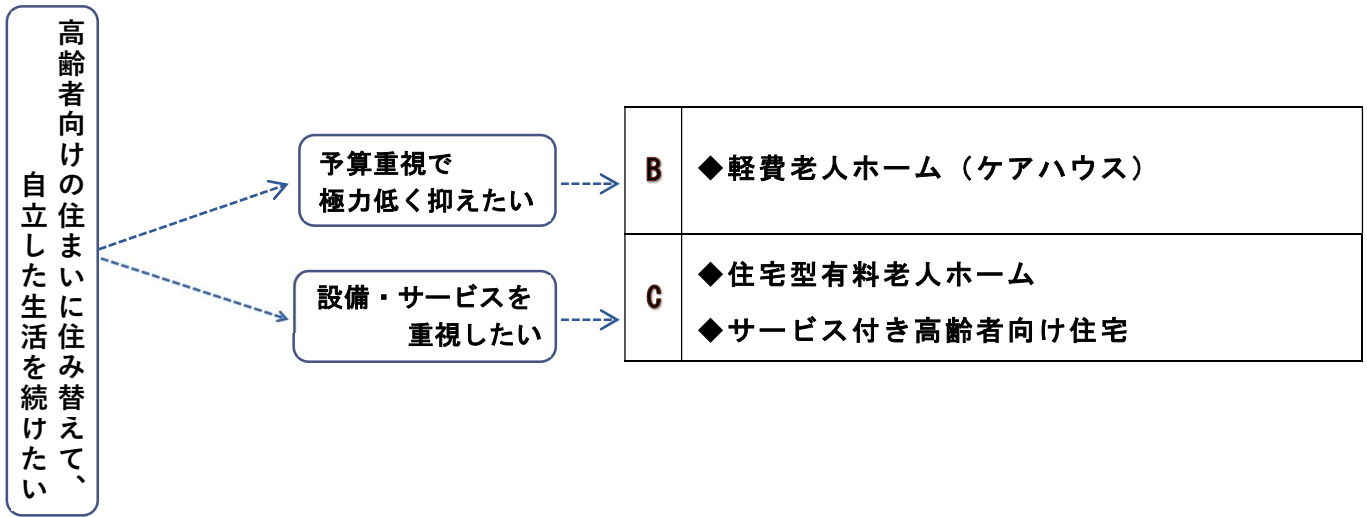 高齢者向けの住まいに住み替えて、
自立した生活を続けたい
予算重視で
極力低く抑えたい
B
◆軽費老人ホーム（ケアハウス）
設備・サービスを
重視したい
C
◆住宅型有料老人ホーム
◆サービス付き高齢者向け住宅